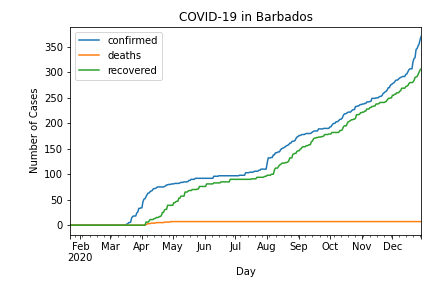 COVID-19 in Barbados
confirmed
deaths
recovered
Number of Cases
350
300
250
200
150
100
50
0
Feb Mar Apr May Jun Jul Aug Sep Oct Nov Dec
2020
Day